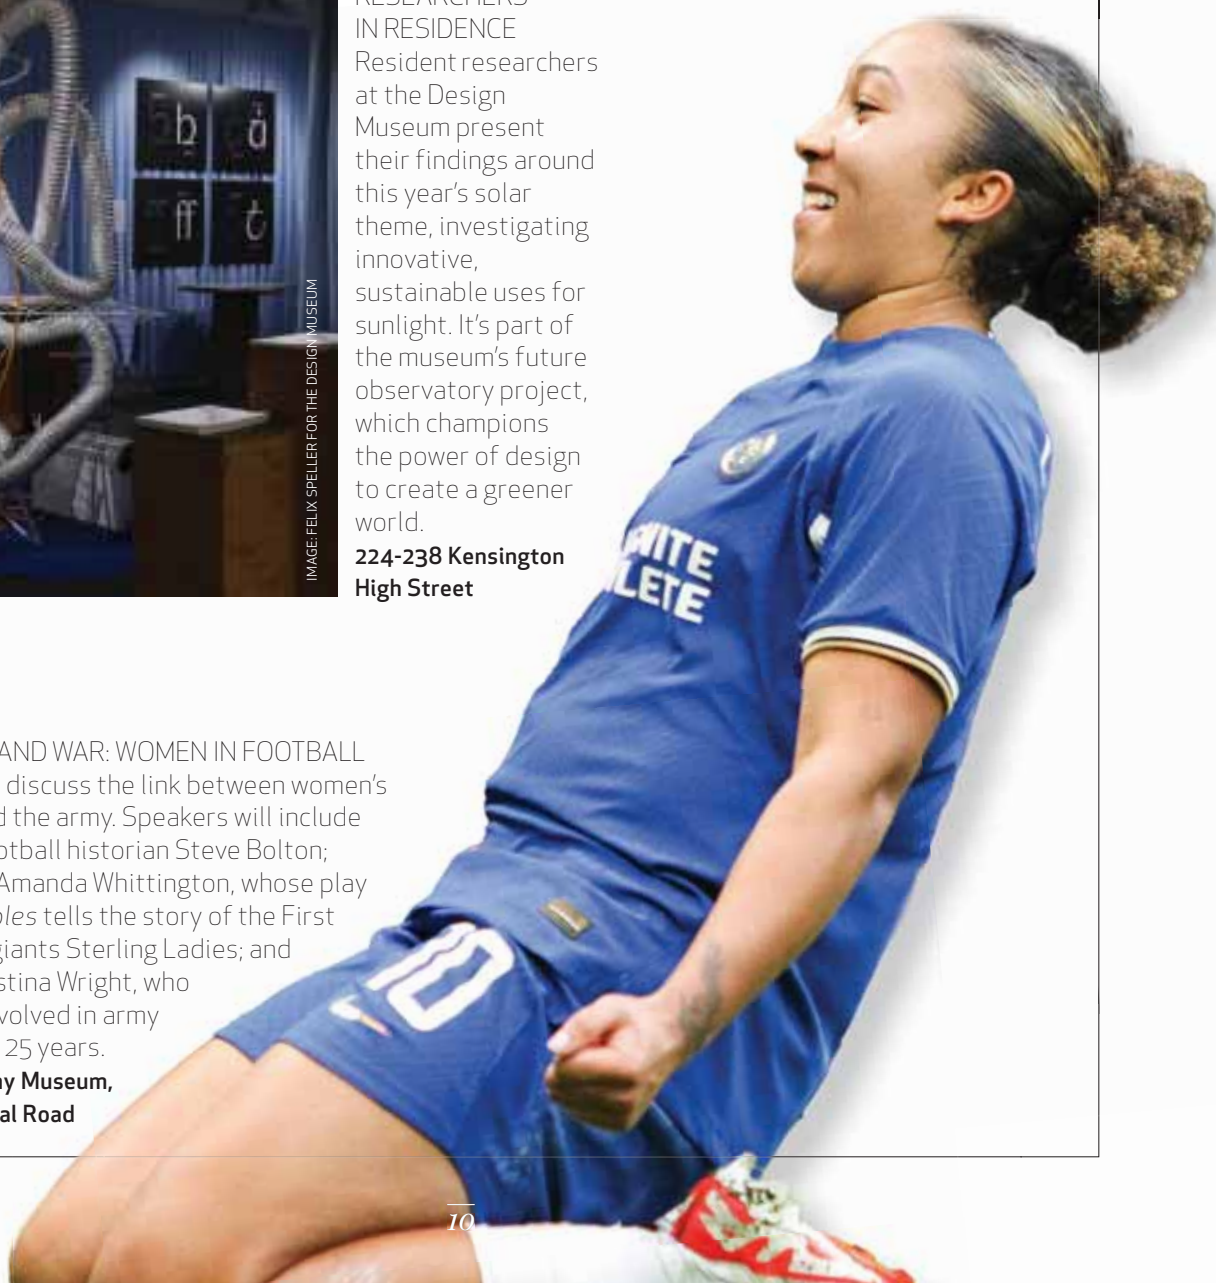 IN RESIDENCE
Resident researchers
at the Design
Museum present
their findings around
this year's solar
theme, investigating
innovative,
sustainable uses for
sunlight. It's part of
the museum's future
observatory project,
which champions
the power of design
to create a greener
world.
224-238 Kensington
High Street
IMAGE: FELIX SPELLER FOR THE DESIGN MUSEUM
b
a
ff
t
AND WAR: WOMEN IN FOOTBALL
discuss the link between women's
the army. Speakers will include
historian Steve Bolton;
Amanda Whittington, whose play
tells the story of the First
Sterling Ladies; and
Wright, who
in army
25 years.
Museum,
Road
10
10